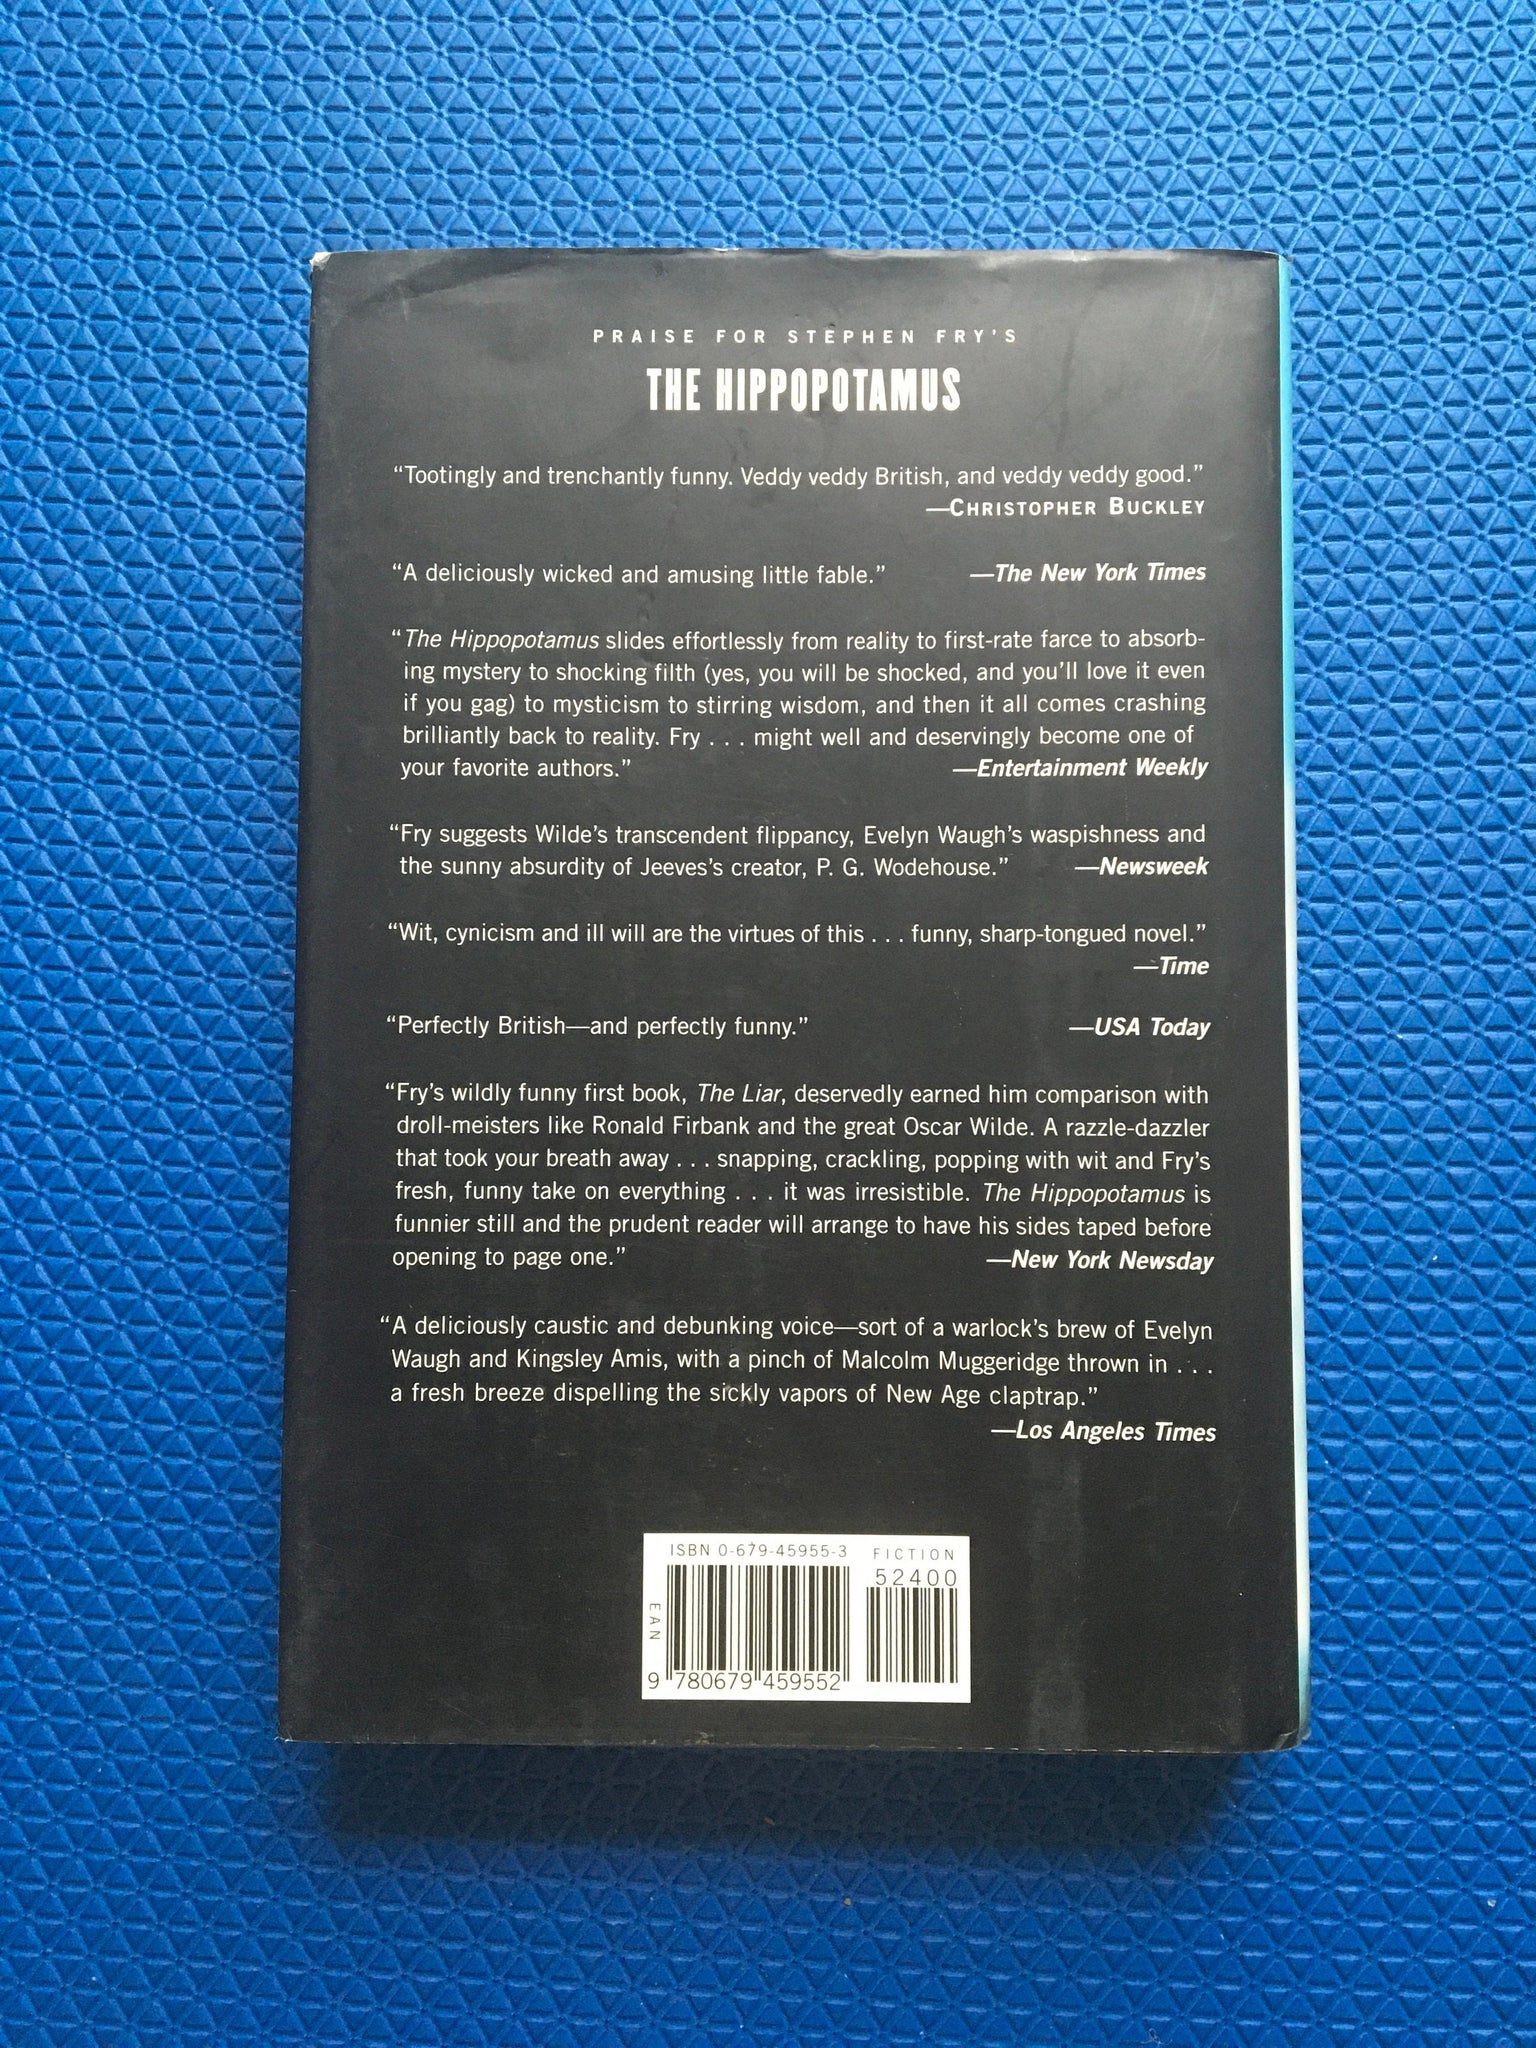 PRAISE FOR STEPHEN FRY'S
THE HIPPOPOTAMUS
“Tootingly and trenchantly funny. Veddy veddy British, and veddy veddy good.”
—CHRISTOPHER BUCKLEY
“A deliciously wicked and amusing little fable.” —The New York Times
“The Hippopotamus slides effortlessly from reality to first-rate farce to absorb-
ing mystery to shocking filth (yes, you will be shocked, and you'll love it even
if you gag) to mysticism to stirring wisdom, and then it all comes crashing
brilliantly back to reality. Fry . . . might well and deservingly become one of
your favorite authors.” —Entertainment Weekly
“Fry suggests Wilde's transcendent flippancy, Evelyn Waugh's waspishness and
the sunny absurdity of Jeeves's creator, P. G. Wodehouse.” —Newsweek
“Wit, cynicism and ill will are the virtues of this . . . funny, sharp-tongued novel.”
—Time
“Perfectly British—and perfectly funny.” —USA Today
“Fry's wildly funny first book, The Liar, deservedly earned him comparison with
droll-meisters like Ronald Firbank and the great Oscar Wilde. A razzle-dazzler
that took your breath away . . . snapping, crackling, popping with wit and Fry's
fresh, funny take on everything . . . it was irresistible. The Hippopotamus is
funnier still and the prudent reader will arrange to have his sides taped before
opening to page one.” —New York Newsday
“A deliciously caustic and debunking voice—sort of a warlock's brew of Evelyn
Waugh and Kingsley Amis, with a pinch of Malcolm Muggeridge thrown in . . .
a fresh breeze dispelling the sickly vapors of New Age claptrap.”
—Los Angeles Times
ISBN 0-679-45955-3 FICTION
52400
EAN
9 780679 459552